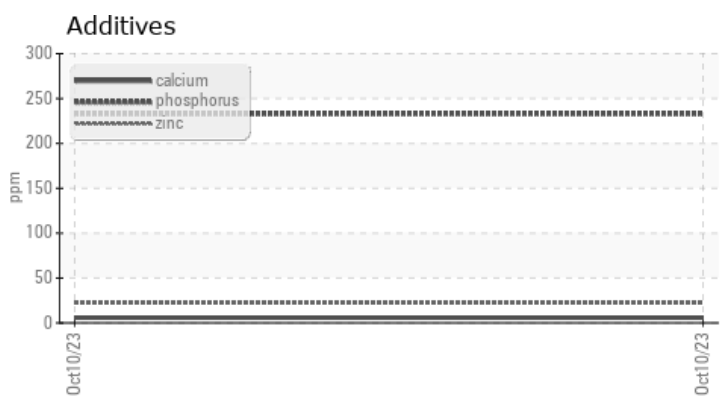 Additives
300
250
200
150
100
50
0
ppm
calcium
phosphorus
zinc
Oct10/23
Oct10/23